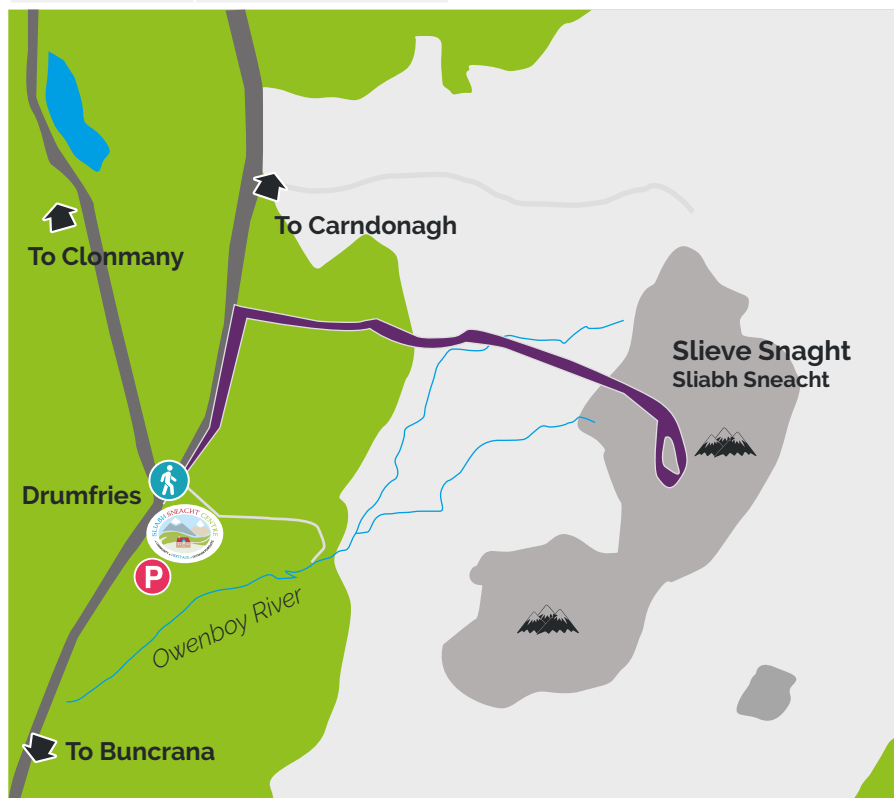 To Carndonagh
To Clonmany
Slieve Snaght
Sliabh Sneacht
Drumfries
SLIABH SNEACHT CENTRE
P
Owenboy River
To Buncrana